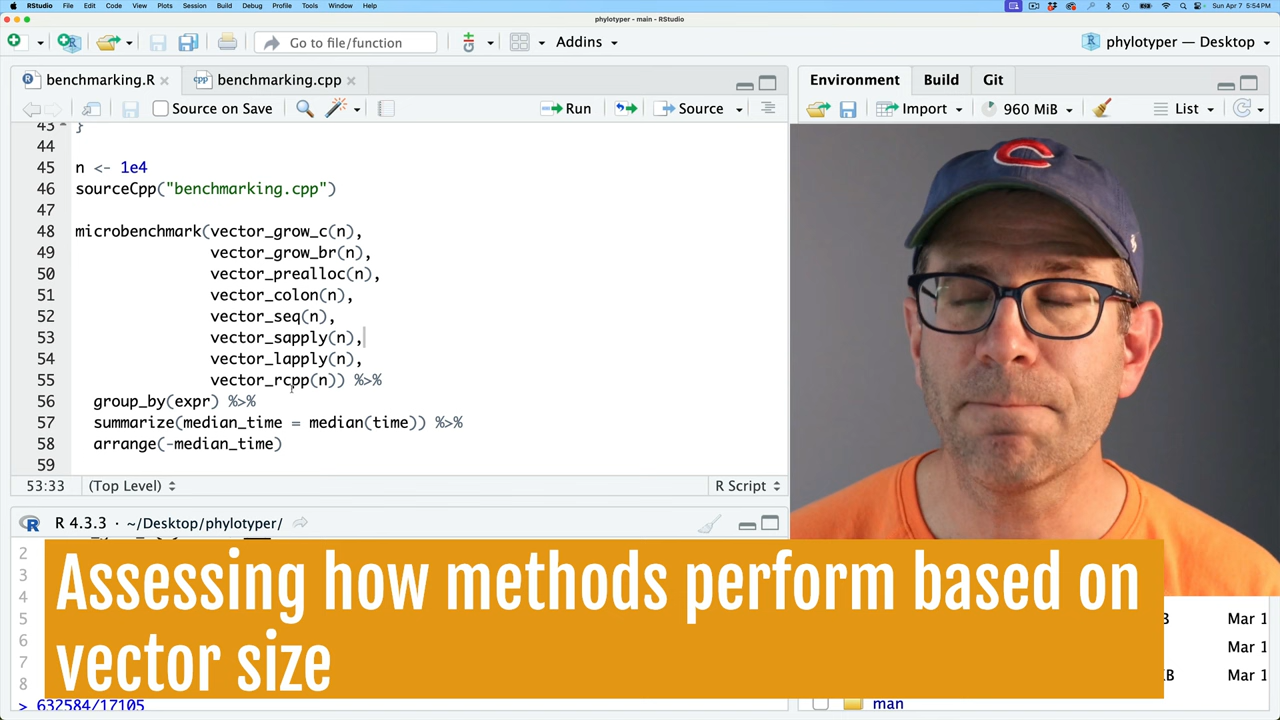 RStudio File Edit Code View Plots Session Build Debug Profile Tools Window Help Sun Apr 7 5:54 PM
phylotyper - main - RStudio
Go to file/function Addins phylotyper — Desktop
benchmarking.R benchmarking.cpp Environment Build Git
Source on Save Run Source Import 960 MiB List
43 }
44
45 n <- 1e4
46 sourceCpp("benchmarking.cpp")
47
48 microbenchmark(vector_grow_c(n),
49 vector_grow_br(n),
50 vector_prealloc(n),
51 vector_colon(n),
52 vector_seq(n),
53 vector_sapply(n),
54 vector_lapply(n),
55 vector_rcpp(n)) %>%
56 group_by(expr) %>%
57 summarize(median_time = median(time)) %>%
58 arrange(-median_time)
59
53:33 (Top Level) R Script
R 4.3.3 · ~/Desktop/phylotyper/
2
3
4
5
6
7
8
> 632584/17105
Assessing how methods perform based on
vector size
Mar 1
Mar 1
Mar 1
man